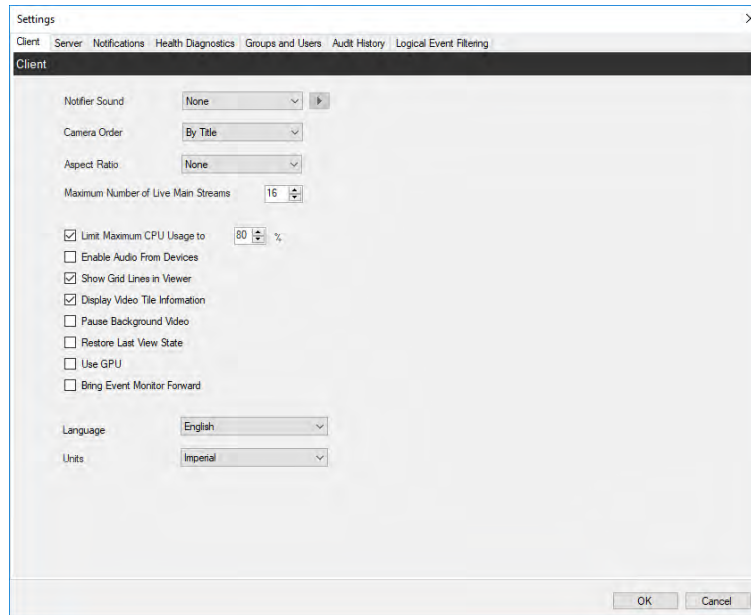 Settings
Client Server Notifications Health Diagnostics Groups and Users Audit History Logical Event Filtering
Client
Notifier Sound None
Camera Order By Title
Aspect Ratio None
Maximum Number of Live Main Streams 16
Limit Maximum CPU Usage to 80 %
Enable Audio From Devices
Show Grid Lines in Viewer
Display Video Tile Information
Pause Background Video
Restore Last View State
Use GPU
Bring Event Monitor Forward
Language English
Units Imperial
OK Cancel